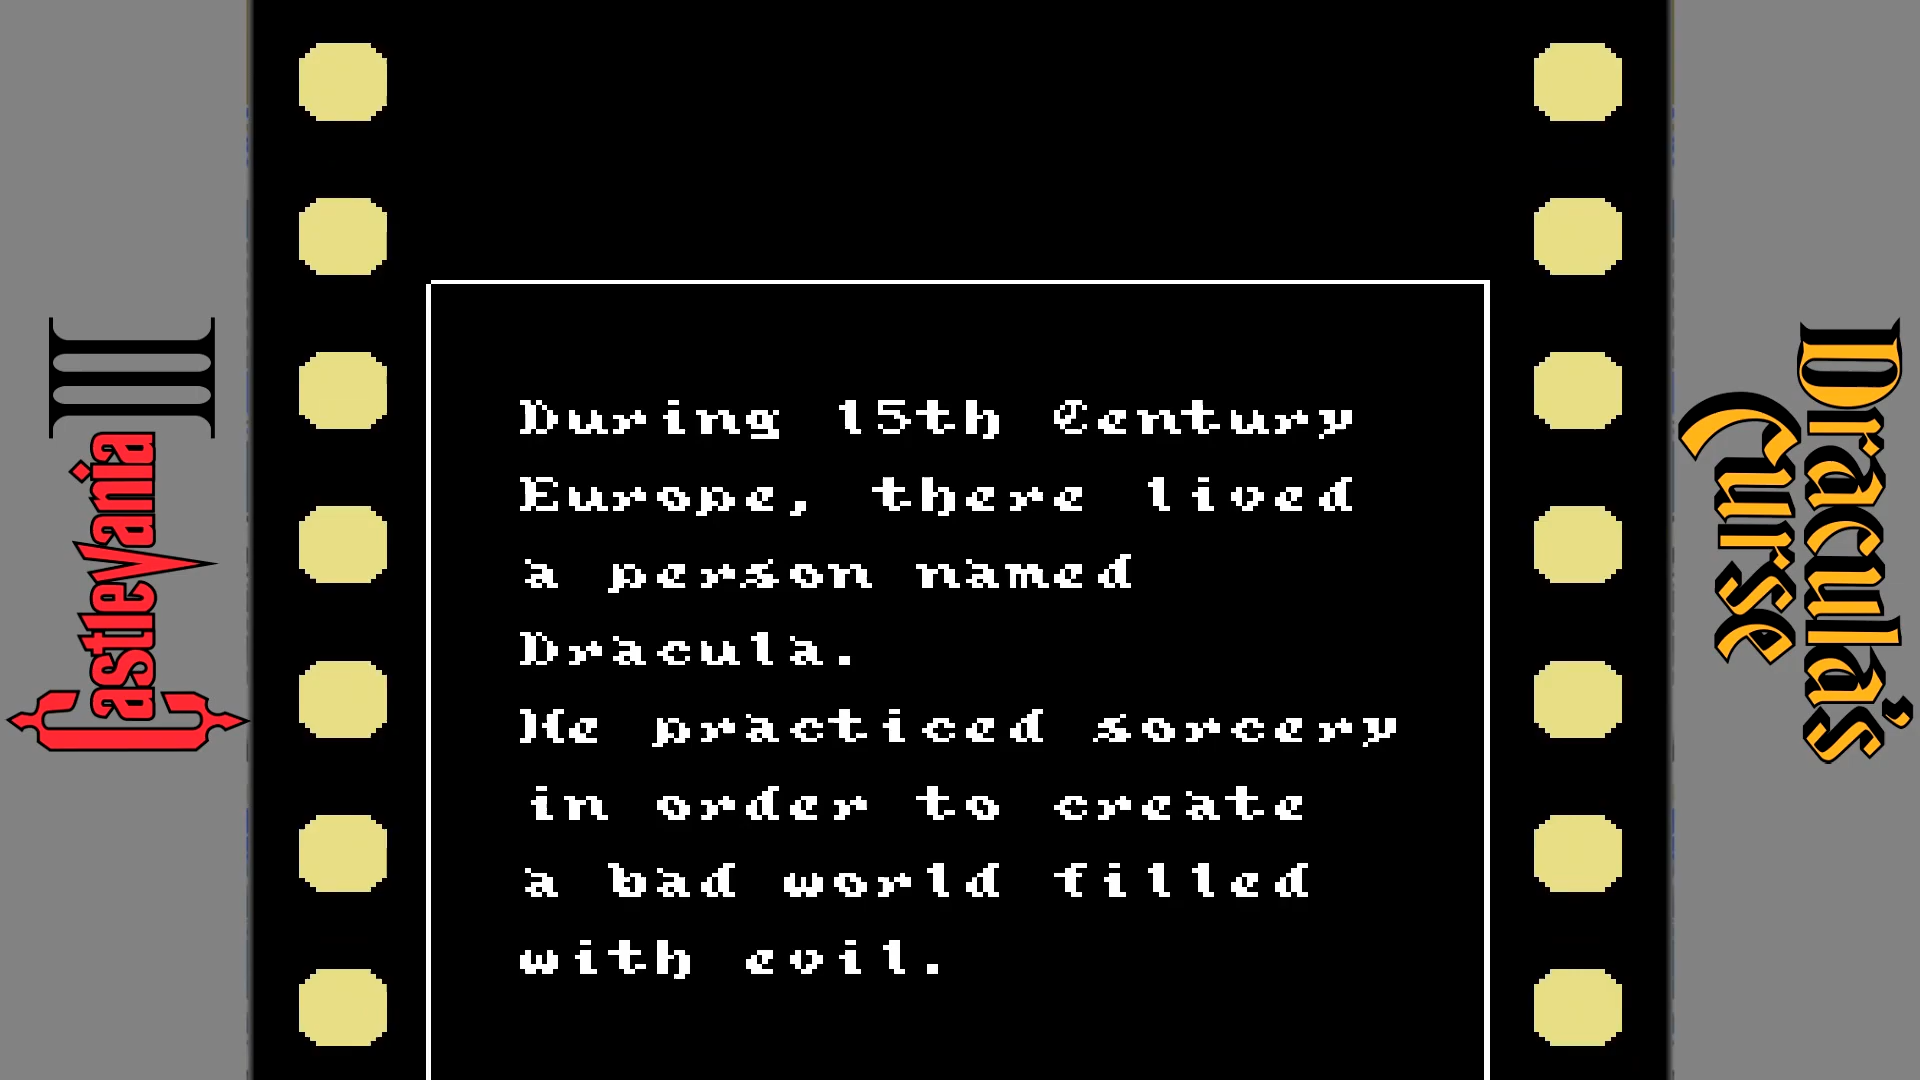 Castlevania III
During 15th Century
Europe, there lived
a person named
Dracula.
He practiced sorcery
in order to create
a bad world filled
with evil.
Dracula's
Curse